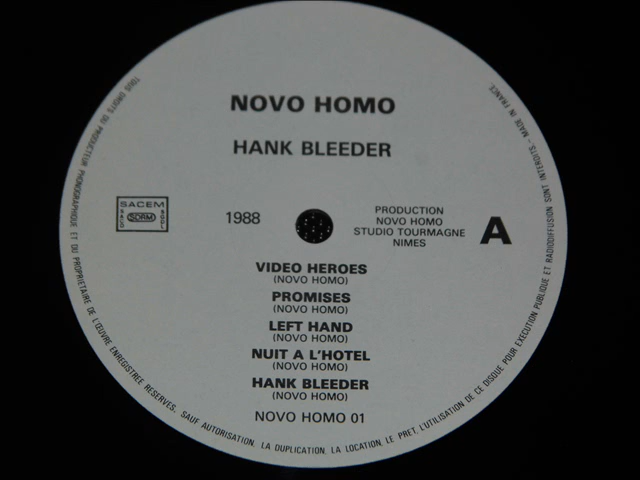 NOVO HOMO
HANK BLEEDER
SACEM
SACD SDRM SGDL
1988
PRODUCTION
NOVO HOMO
STUDIO TOURMAGNE
NIMES
A
VIDEO HEROES
(NOVO HOMO)
PROMISES
(NOVO HOMO)
LEFT HAND
(NOVO HOMO)
NUIT A L'HOTEL
(NOVO HOMO)
HANK BLEEDER
(NOVO HOMO)
NOVO HOMO 01
TOUS DROITS DU PRODUCTEUR PHONOGRAPHIQUE ET DU PROPRIETAIRE DE L'ŒUVRE ENREGISTREE RESERVES. SAUF AUTORISATION, LA DUPLICATION, LA LOCATION, LE PRET, L'UTILISATION DE CE DISQUE POUR EXECUTION PUBLIQUE ET RADIODIFFUSION SONT INTERDITS. - MADE IN FRANCE.